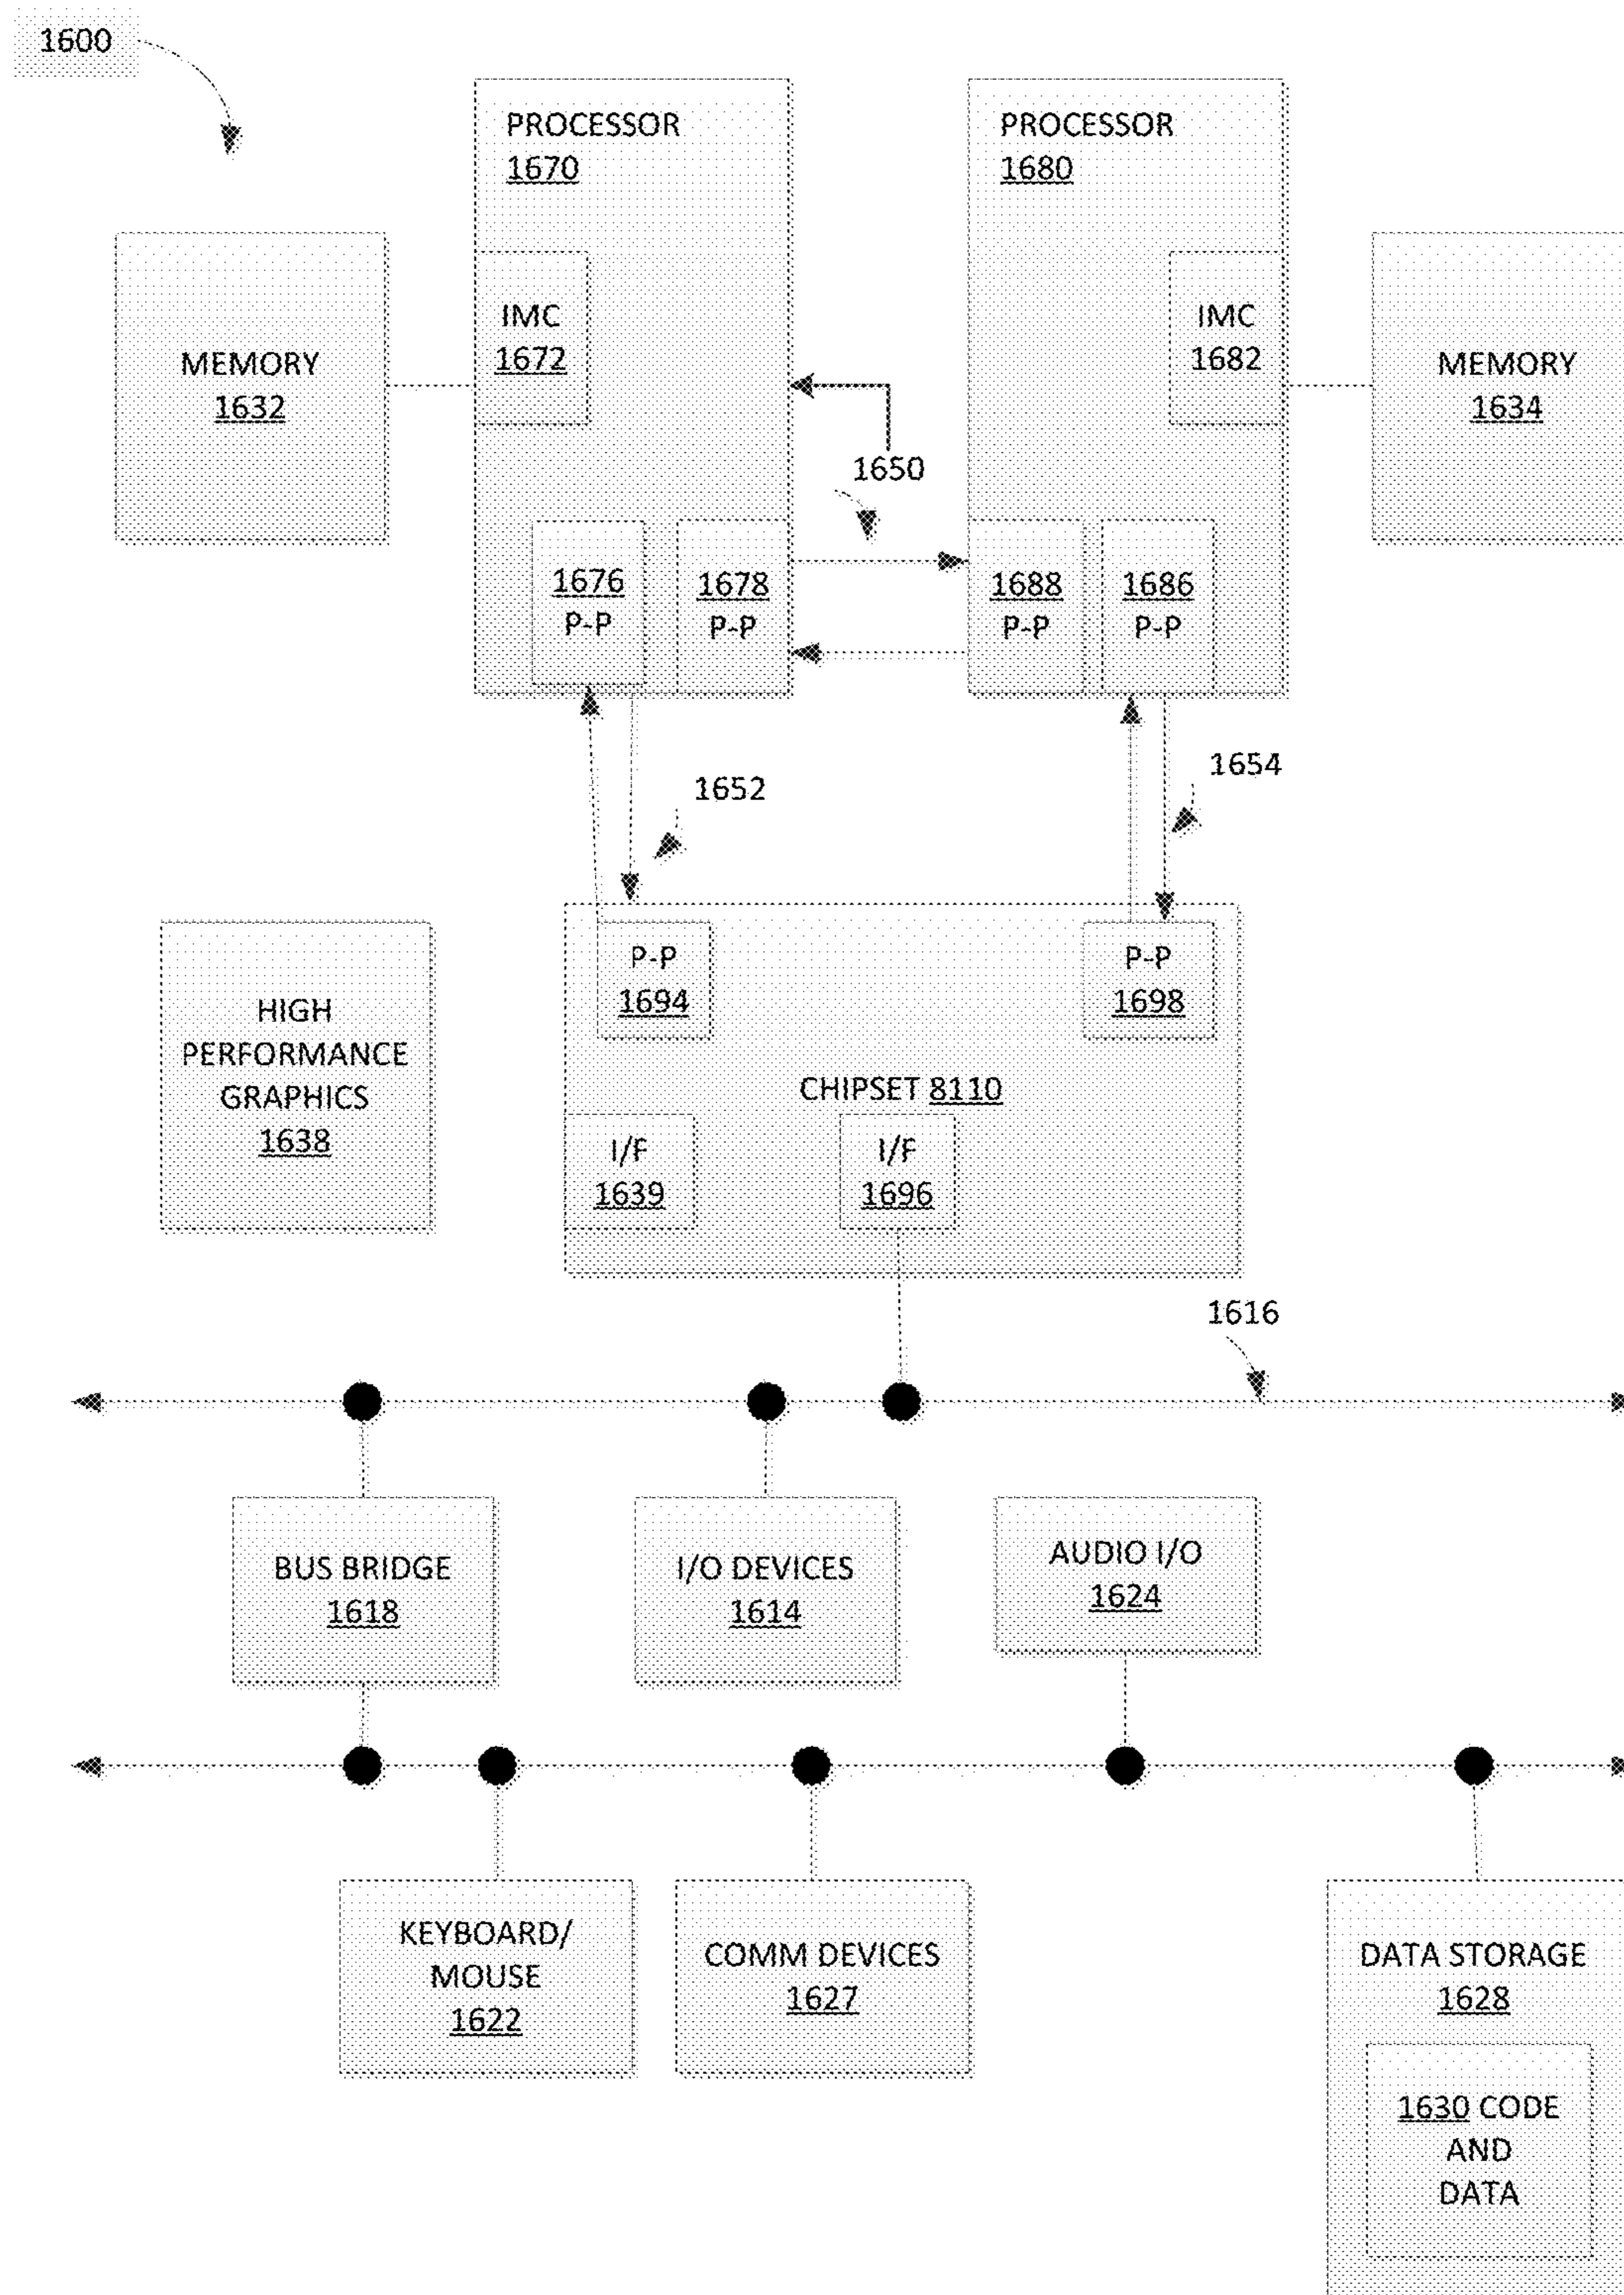 1600
PROCESSOR
1670
PROCESSOR
1680
IMC
1672
IMC
1682
MEMORY
1632
MEMORY
1634
1650
1676
P-P
1678
P-P
1688
P-P
1686
P-P
1652
1654
P-P
1694
P-P
1698
HIGH
PERFORMANCE
GRAPHICS
1638
CHIPSET 8110
I/F
1639
I/F
1696
1616
BUS BRIDGE
1618
I/O DEVICES
1614
AUDIO I/O
1624
KEYBOARD/
MOUSE
1622
COMM DEVICES
1627
DATA STORAGE
1628
1630 CODE
AND
DATA